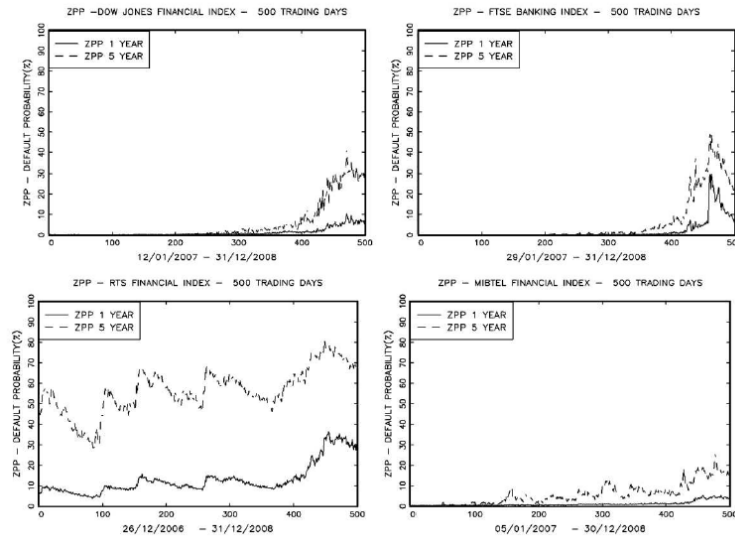 ZPP -DOW JONES FINANCIAL INDEX - 500 TRADING DAYS
ZPP - DEFAULT PROBABILITY(%)
100
90
80
70
60
50
40
30
20
10
0
ZPP 1 YEAR
ZPP 5 YEAR
0 100 200 300 400 500
12/01/2007 - 31/12/2008
ZPP - FTSE BANKING INDEX - 500 TRADING DAYS
ZPP - DEFAULT PROBABILITY(%)
100
90
80
70
60
50
40
30
20
10
0
ZPP 1 YEAR
ZPP 5 YEAR
0 100 200 300 400 500
29/01/2007 - 31/12/2008
ZPP - RTS FINANCIAL INDEX - 500 TRADING DAYS
ZPP - DEFAULT PROBABILITY(%)
100
90
80
70
60
50
40
30
20
10
0
ZPP 1 YEAR
ZPP 5 YEAR
0 100 200 300 400 500
26/12/2006 - 31/12/2008
ZPP - MIBTEL FINANCIAL INDEX - 500 TRADING DAYS
ZPP - DEFAULT PROBABILITY(%)
100
90
80
70
60
50
40
30
20
10
0
ZPP 1 YEAR
ZPP 5 YEAR
0 100 200 300 400 500
05/01/2007 - 30/12/2008